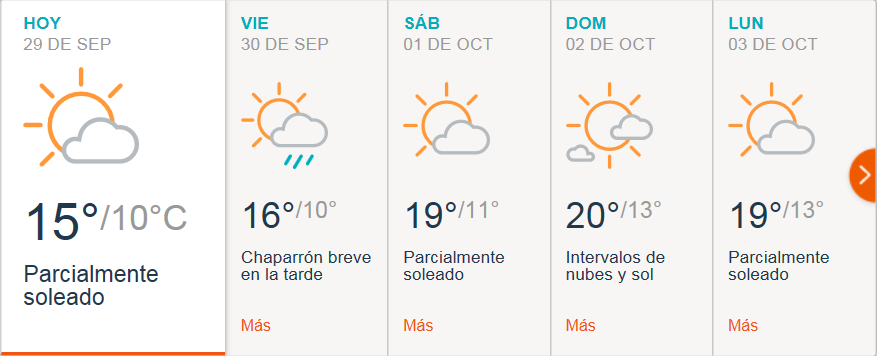 HOY
29 DE SEP
15°/10°C
Parcialmente
soleado
VIE
30 DE SEP
16°/10°
Chaparrón breve
en la tarde
Más
SÁB
01 DE OCT
19°/11°
Parcialmente
soleado
Más
DOM
02 DE OCT
20°/13°
Intervalos de
nubes y sol
Más
LUN
03 DE OCT
19°/13°
Parcialmente
soleado
Más